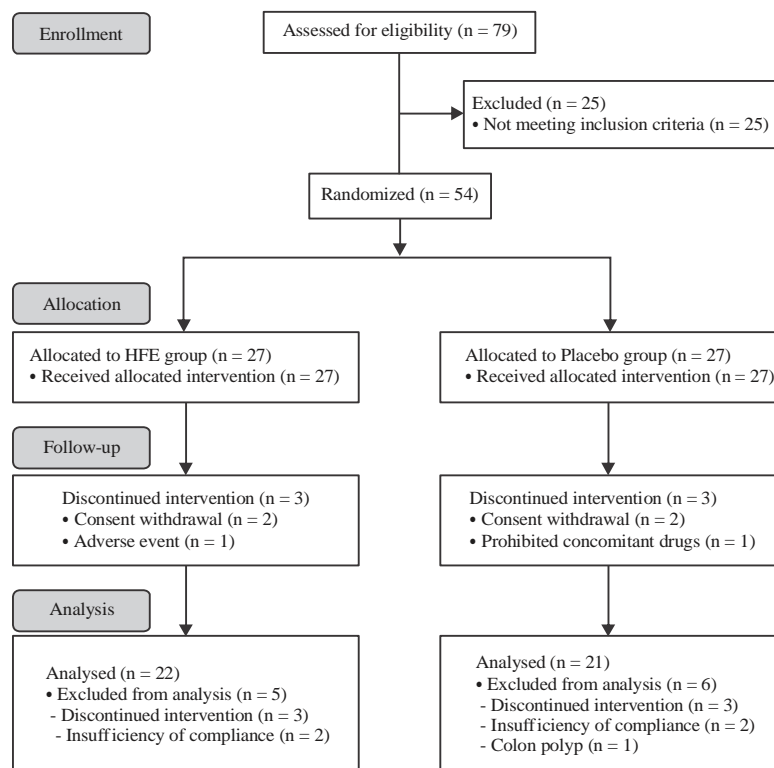 Enrollment
Assessed for eligibility (n = 79)
Excluded (n = 25)
• Not meeting inclusion criteria (n = 25)
Randomized (n = 54)
Allocation
Allocated to HFE group (n = 27)
• Received allocated intervention (n = 27)
Allocated to Placebo group (n = 27)
• Received allocated intervention (n = 27)
Follow-up
Discontinued intervention (n = 3)
• Consent withdrawal (n = 2)
• Adverse event (n = 1)
Discontinued intervention (n = 3)
• Consent withdrawal (n = 2)
• Prohibited concomitant drugs (n = 1)
Analysis
Analysed (n = 22)
• Excluded from analysis (n = 5)
- Discontinued intervention (n = 3)
- Insufficiency of compliance (n = 2)
Analysed (n = 21)
• Excluded from analysis (n = 6)
- Discontinued intervention (n = 3)
- Insufficiency of compliance (n = 2)
- Colon polyp (n = 1)